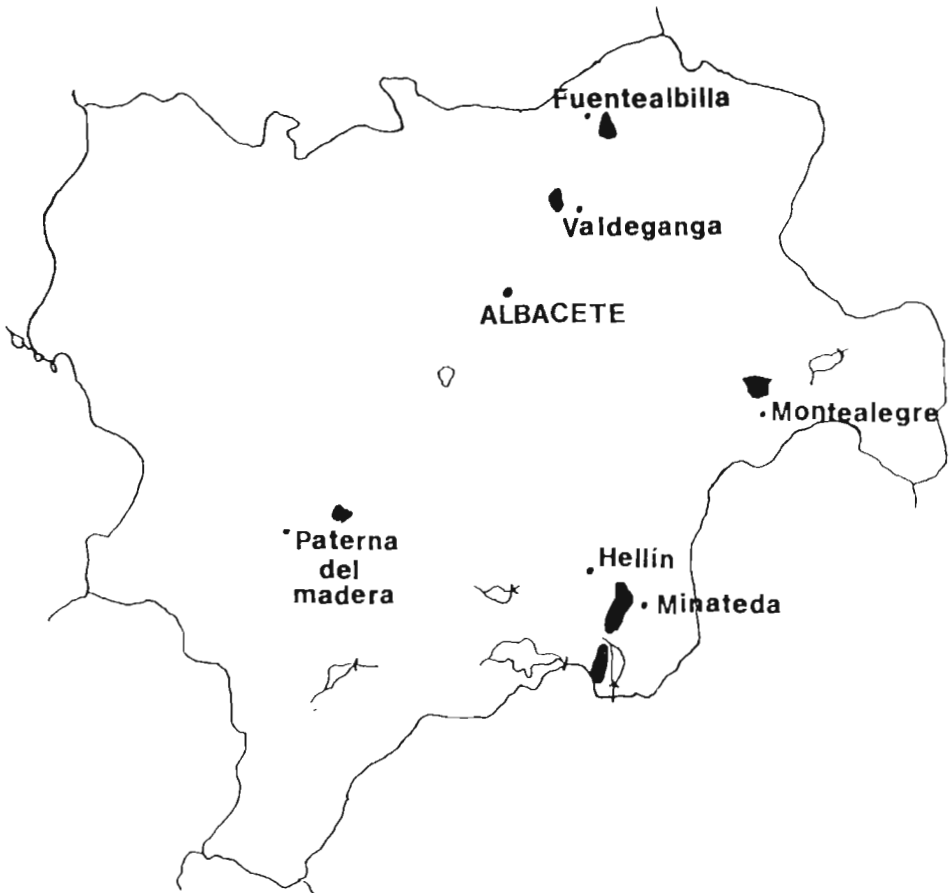 Fuentealbilla
Valdeganga
ALBACETE
Montealegre
Paterna
del
madera
Hellín
Minateda